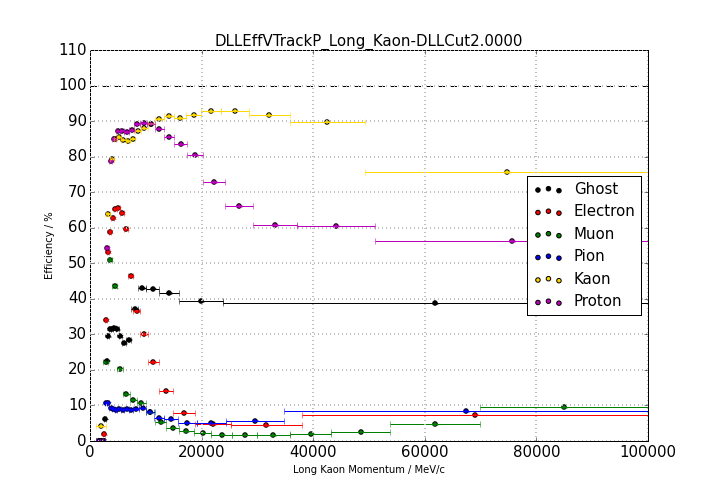 DLLEffVTrackP_Long_Kaon-DLLCut2.0000
110
100
90
80
70
60
50
40
30
20
10
0
Efficiency / %
Ghost
Electron
Muon
Pion
Kaon
Proton
0 20000 40000 60000 80000 100000
Long Kaon Momentum / MeV/c